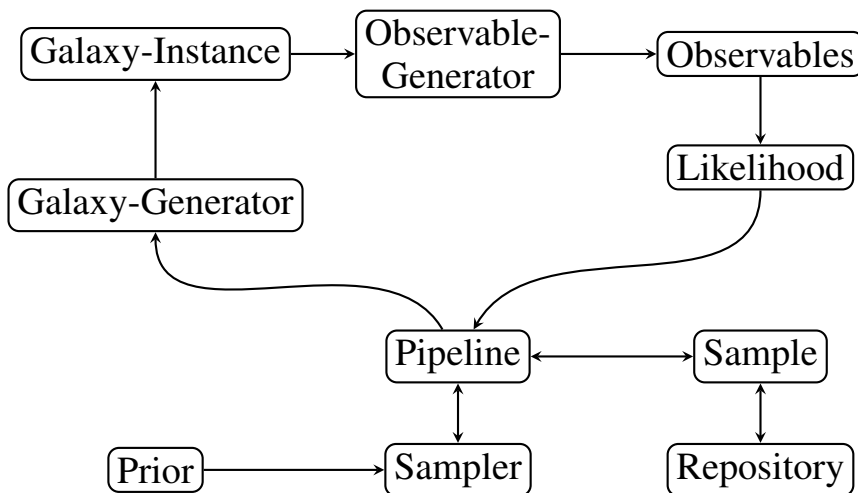 Galaxy-Instance
Observable-
Generator
Observables
Likelihood
Galaxy-Generator
Pipeline
Sample
Prior
Sampler
Repository